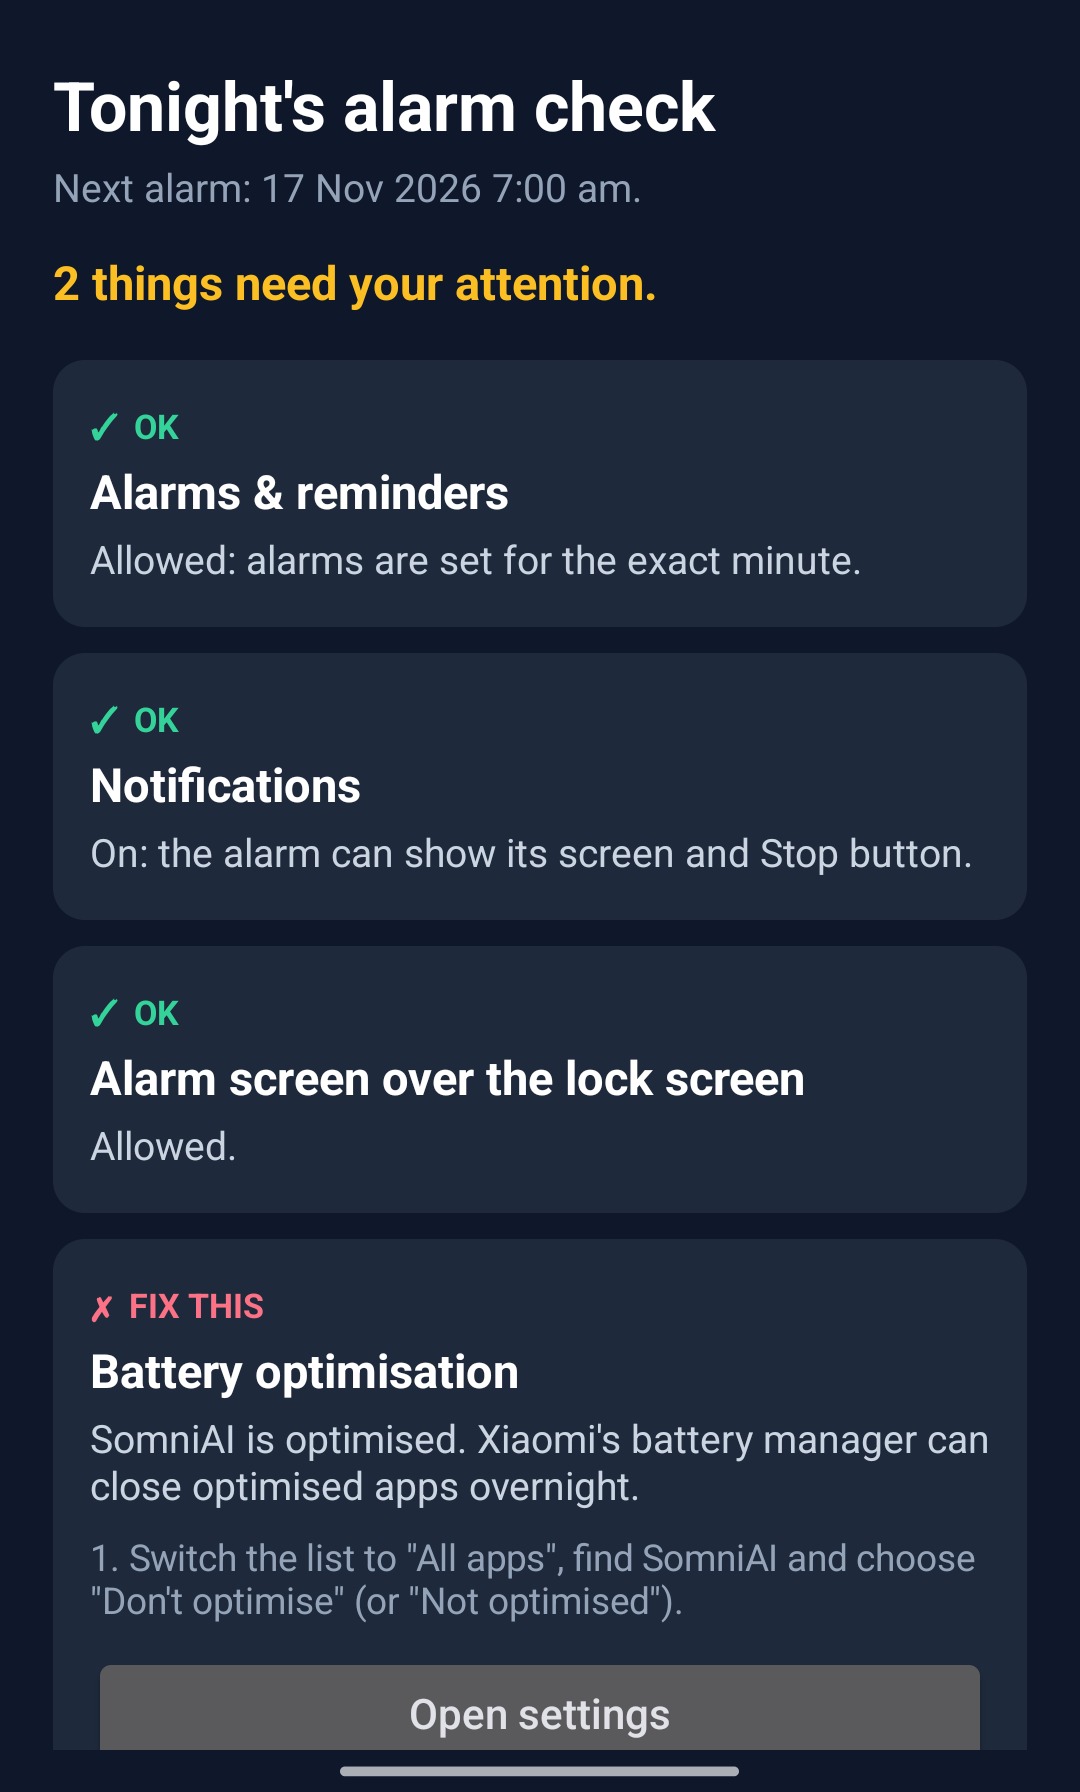 Tonight's alarm check
Next alarm: 17 Nov 2026 7:00 am.
2 things need your attention.
✓ OK
Alarms & reminders
Allowed: alarms are set for the exact minute.
✓ OK
Notifications
On: the alarm can show its screen and Stop button.
✓ OK
Alarm screen over the lock screen
Allowed.
✗ FIX THIS
Battery optimisation
SomniAI is optimised. Xiaomi's battery manager can
close optimised apps overnight.
1. Switch the list to "All apps", find SomniAI and choose
"Don't optimise" (or "Not optimised").
Open settings